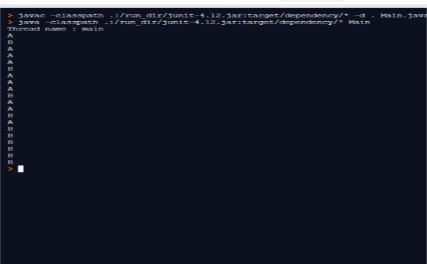 > javac -classpath .:/run_dir/junit-4.12.jar:target/dependency/* -d . Main.java
> java -classpath .:/run_dir/junit-4.12.jar:target/dependency/* Main
Thread name : main
A
B
A
A
A
B
A
A
A
B
A
A
B
A
B
B
B
B
B
B
>